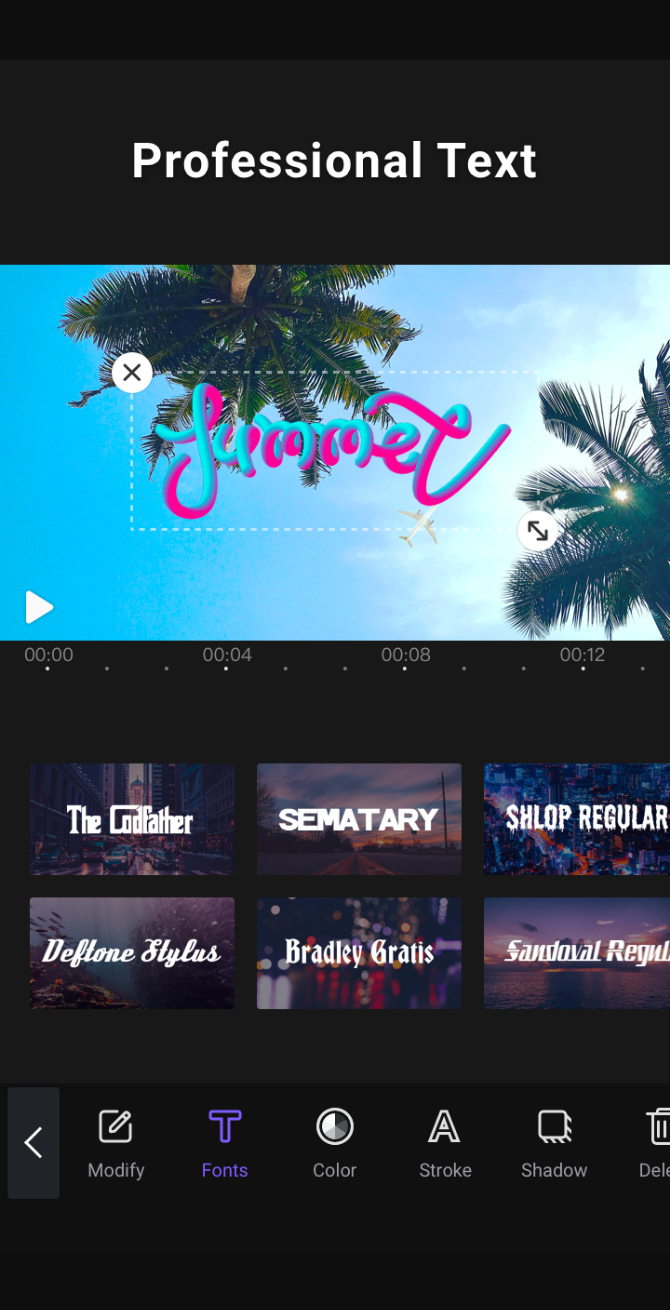 Professional Text
Summer
00:00 00:04 00:08 00:12
The Godfather SEMATARY SHLOP REGULAR
Deftone Stylus Bradley Gratis Sandoval Regul
Modify Fonts Color Stroke Shadow Dele